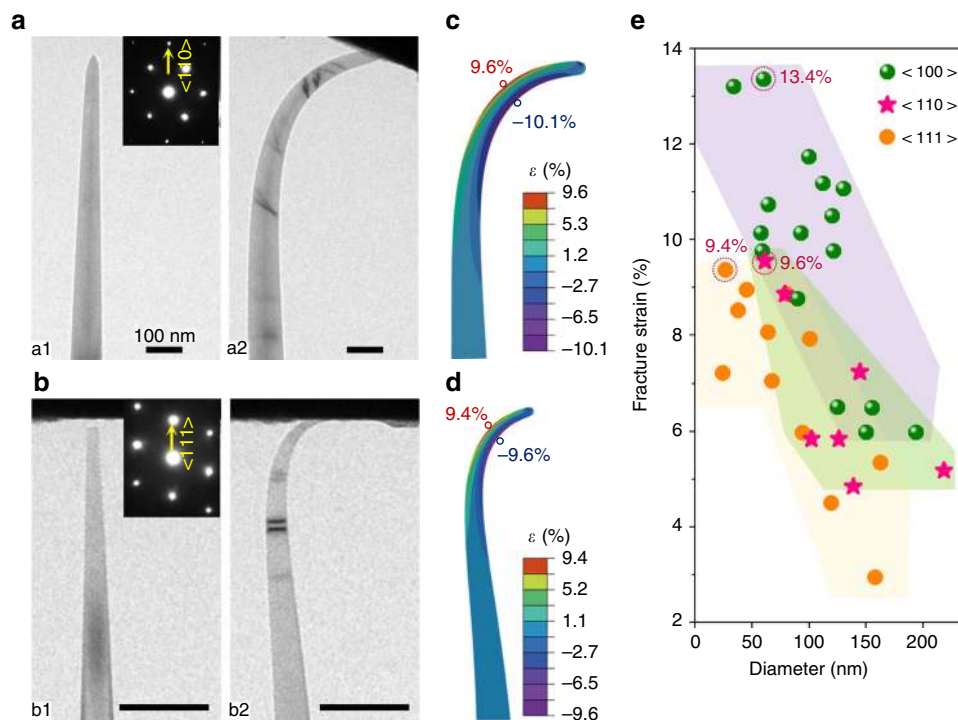 a
<110>
100 nm
a1
a2
c
9.6%
–10.1%
ε (%)
9.6
5.3
1.2
–2.7
–6.5
–10.1
b
<111>
b1
b2
d
9.4%
–9.6%
ε (%)
9.4
5.2
1.1
–2.7
–6.5
–9.6
e
14
12
10
8
6
4
2
Fracture strain (%)
0
50
100
150
200
Diameter (nm)
13.4%
9.4%
9.6%
< 100 >
< 110 >
< 111 >